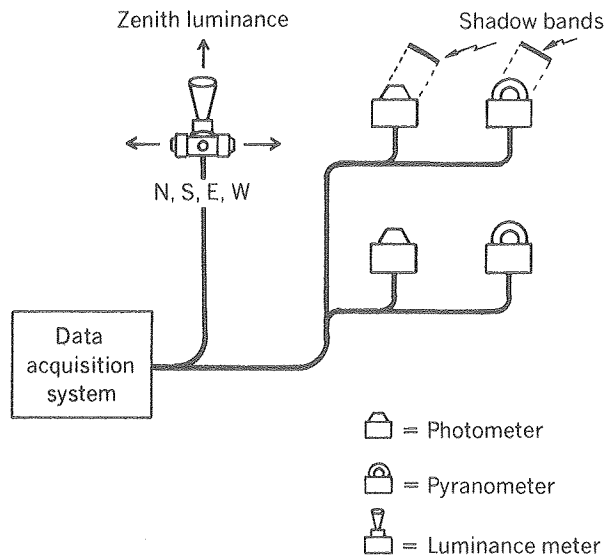 Zenith luminance
Shadow bands
N, S, E, W
Data
acquisition
system
= Photometer
= Pyranometer
= Luminance meter